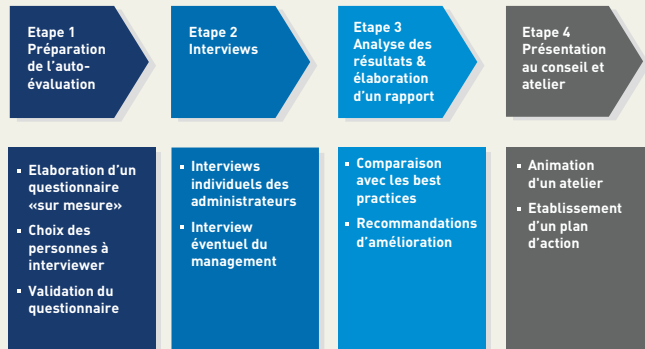 Etape 1
Préparation
de l'auto-
évaluation
Etape 2
Interviews
Etape 3
Analyse des
résultats &
élaboration
d'un rapport
Etape 4
Présentation
au conseil et
atelier
▪ Elaboration d'un
questionnaire
«sur mesure»
▪ Choix des
personnes à
interviewer
▪ Validation du
questionnaire
▪ Interviews
individuels des
administrateurs
▪ Interview
éventuel du
management
▪ Comparaison
avec les best
practices
▪ Recommandations
d'amélioration
▪ Animation
d'un atelier
▪ Etablissement
d'un plan
d'action